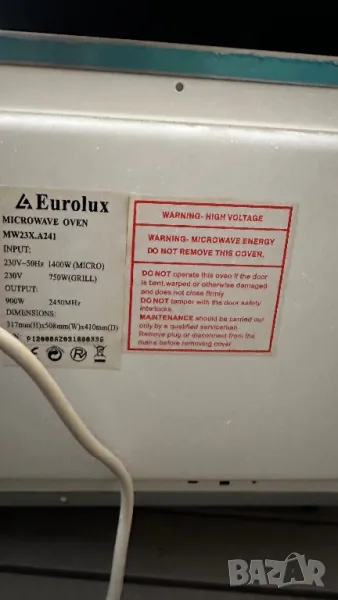 Eurolux
MICROWAVE OVEN
MW23X.A241
INPUT:
230V~50Hz 1400W(MICRO)
230V 750W(GRILL)
OUTPUT:
900W 2450MHz
DIMENSIONS:
317mm(H)x508mm(W)x410mm(D)
WARNING- HIGH VOLTAGE
WARNING- MICROWAVE ENERGY
DO NOT REMOVE THIS COVER.
DO NOT operate this oven if the door
is bent,warped or otherwise damaged
and does not close firmly
DO NOT tamper with the door safety
interlocks.
MAINTENANCE should be carried out
only by a qualified serviceman.
Remove plug or disconnect from the
mains before removing cover
BAZAR